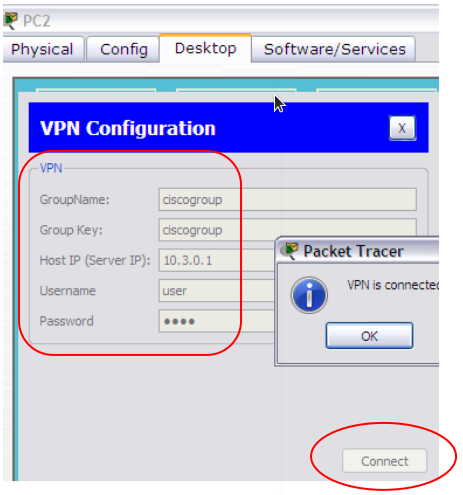 PC2
Physical Config Desktop Software/Services
VPN Configuration
X
VPN
GroupName: ciscogroup
Group Key: ciscogroup
Host IP (Server IP): 10.3.0.1
Username user
Password ••••
Packet Tracer
VPN is connected
OK
Connect